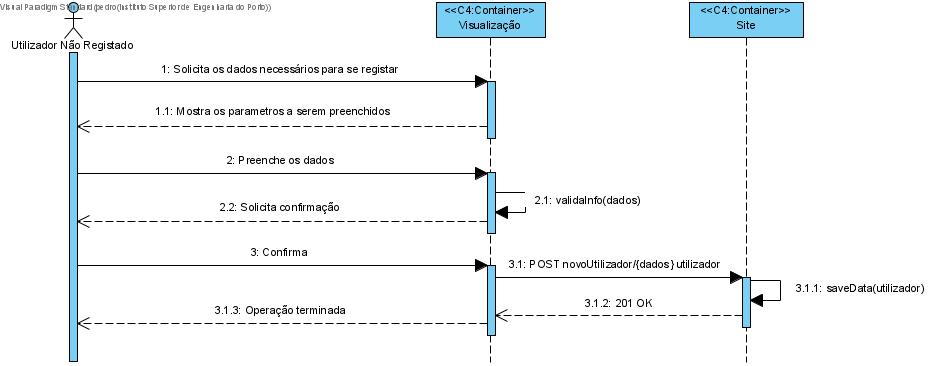 Visual Paradigm Standard(pedro(Instituto Superior de Engenharia do Porto))
<<C4:Container>>
Visualização
<<C4:Container>>
Site
Utilizador Não Registado
1: Solicita os dados necessários para se registar
1.1: Mostra os parametros a serem preenchidos
2: Preenche os dados
2.1: validaInfo(dados)
2.2: Solicita confirmação
3: Confirma
3.1: POST novoUtilizador/{dados} utilizador
3.1.1: saveData(utilizador)
3.1.2: 201 OK
3.1.3: Operação terminada